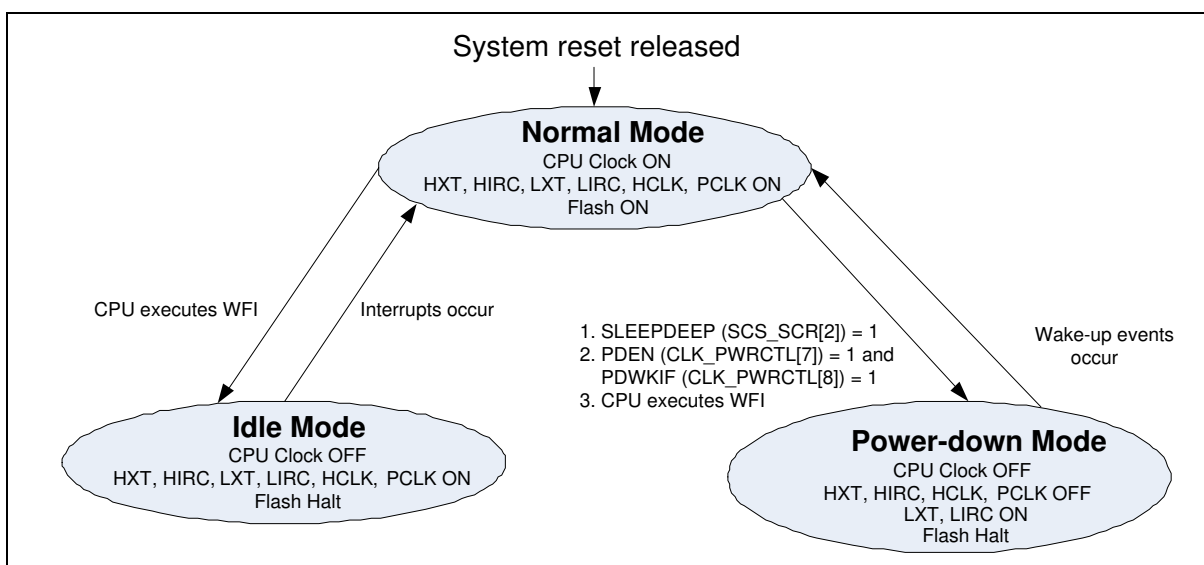 System reset released
Normal Mode
CPU Clock ON
HXT, HIRC, LXT, LIRC, HCLK, PCLK ON
Flash ON
CPU executes WFI
Interrupts occur
1. SLEEPDEEP (SCS_SCR[2]) = 1
2. PDEN (CLK_PWRCTL[7]) = 1 and
PDWKIF (CLK_PWRCTL[8]) = 1
3. CPU executes WFI
Wake-up events
occur
Idle Mode
CPU Clock OFF
HXT, HIRC, LXT, LIRC, HCLK, PCLK ON
Flash Halt
Power-down Mode
CPU Clock OFF
HXT, HIRC, HCLK, PCLK OFF
LXT, LIRC ON
Flash Halt